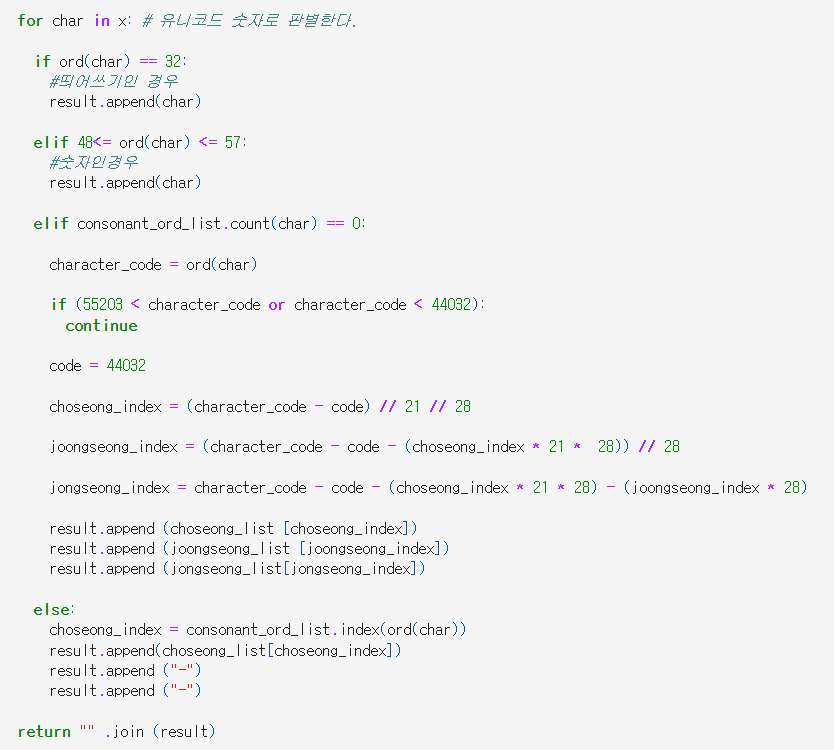 for char in x: # 유니코드 숫자로 판별한다.
if ord(char) == 32:
#띄어쓰기인 경우
result.append(char)
elif 48<= ord(char) <= 57:
#숫자인경우
result.append(char)
elif consonant_ord_list.count(char) == 0:
character_code = ord(char)
if (55203 < character_code or character_code < 44032):
continue
code = 44032
choseong_index = (character_code - code) // 21 // 28
joongseong_index = (character_code - code - (choseong_index * 21 *  28)) // 28
jongseong_index = character_code - code - (choseong_index * 21 * 28) - (joongseong_index * 28)
result.append (choseong_list [choseong_index])
result.append (joongseong_list [joongseong_index])
result.append (jongseong_list[jongseong_index])
else:
choseong_index = consonant_ord_list.index(ord(char))
result.append(choseong_list[choseong_index])
result.append ("-")
result.append ("-")
return "" .join (result)